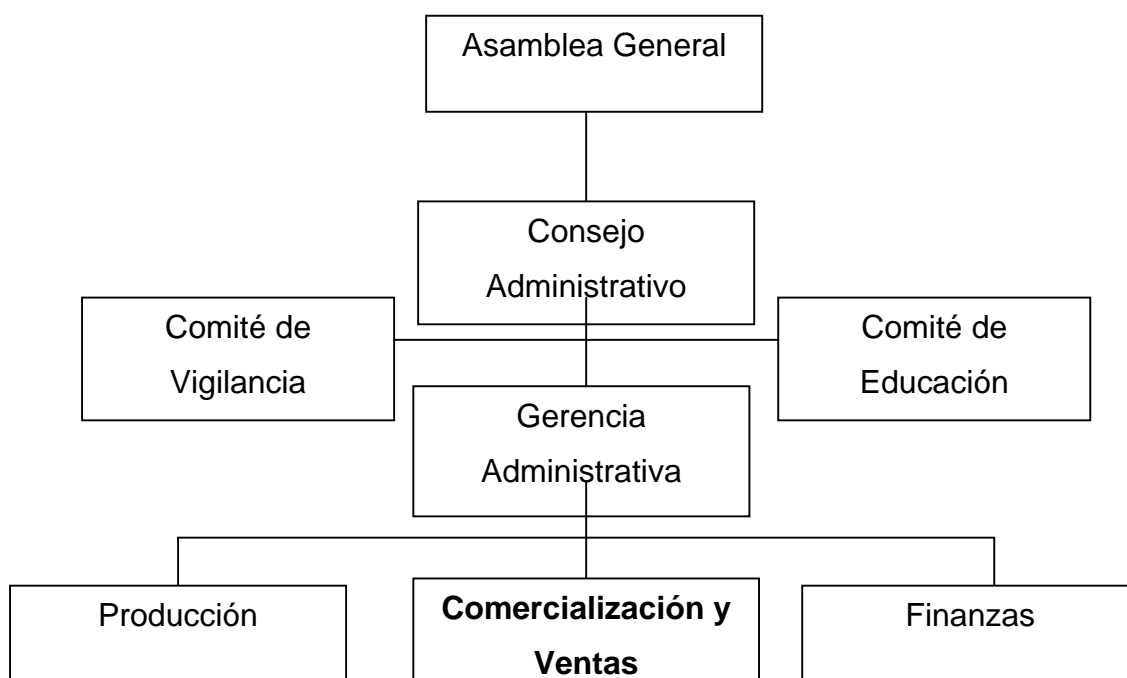 Asamblea General
Consejo
Administrativo
Comité de
Vigilancia
Comité de
Educación
Gerencia
Administrativa
Producción
Comercialización y
Ventas
Finanzas